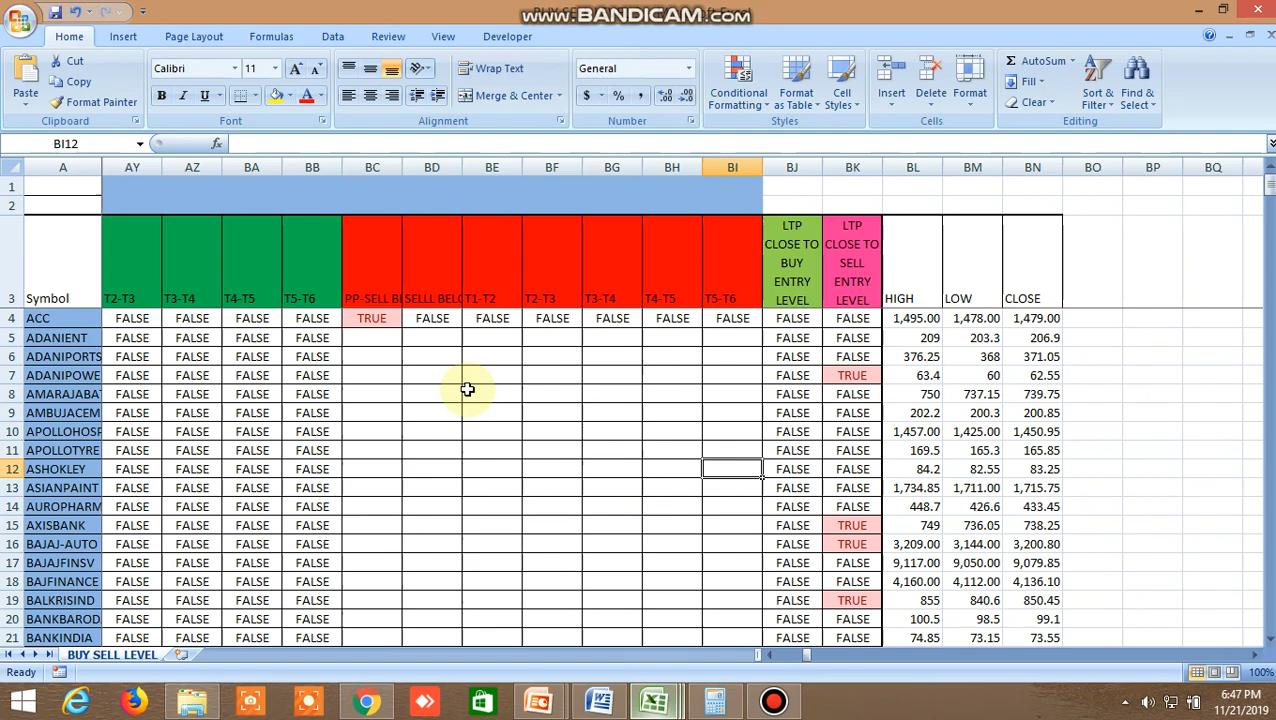 www.BANDICAM.com
Home Insert Page Layout Formulas Data Review View Developer
Paste Cut Copy Format Painter
Clipboard
Calibri 11 A A
B I U A
Font
Wrap Text
Merge & Center
Alignment
General
$ % ,
Number
Conditional Formatting Format as Table Cell Styles
Styles
Insert Delete Format
Cells
Σ AutoSum Fill Clear Sort & Filter Find & Select
Editing
BI12 fx
A AY AZ BA BB BC BD BE BF BG BH BI BJ BK BL BM BN BO BP BQ
1
2
3 Symbol T2-T3 T3-T4 T4-T5 T5-T6 PP-SELL BE SELLL BELO T1-T2 T2-T3 T3-T4 T4-T5 T5-T6 LTP CLOSE TO BUY ENTRY LEVEL LTP CLOSE TO SELL ENTRY LEVEL HIGH LOW CLOSE
4 ACC FALSE FALSE FALSE FALSE TRUE FALSE FALSE FALSE FALSE FALSE FALSE FALSE FALSE 1,495.00 1,478.00 1,479.00
5 ADANIENT FALSE FALSE FALSE FALSE FALSE FALSE 209 203.3 206.9
6 ADANIPORTS FALSE FALSE FALSE FALSE FALSE FALSE 376.25 368 371.05
7 ADANIPOWE FALSE FALSE FALSE FALSE FALSE TRUE 63.4 60 62.55
8 AMARAJABA FALSE FALSE FALSE FALSE FALSE FALSE 750 737.15 739.75
9 AMBUJACEM FALSE FALSE FALSE FALSE FALSE FALSE 202.2 200.3 200.85
10 APOLLOHOSP FALSE FALSE FALSE FALSE FALSE FALSE 1,457.00 1,425.00 1,450.95
11 APOLLOTYRE FALSE FALSE FALSE FALSE FALSE FALSE 169.5 165.3 165.85
12 ASHOKLEY FALSE FALSE FALSE FALSE FALSE FALSE 84.2 82.55 83.25
13 ASIANPAINT FALSE FALSE FALSE FALSE FALSE FALSE 1,734.85 1,711.00 1,715.75
14 AUROPHARM FALSE FALSE FALSE FALSE FALSE FALSE 448.7 426.6 433.45
15 AXISBANK FALSE FALSE FALSE FALSE FALSE TRUE 749 736.05 738.25
16 BAJAJ-AUTO FALSE FALSE FALSE FALSE FALSE TRUE 3,209.00 3,144.00 3,200.80
17 BAJAJFINSV FALSE FALSE FALSE FALSE FALSE FALSE 9,117.00 9,050.00 9,079.85
18 BAJFINANCE FALSE FALSE FALSE FALSE FALSE FALSE 4,160.00 4,112.00 4,136.10
19 BALKRISIND FALSE FALSE FALSE FALSE FALSE TRUE 855 840.6 850.45
20 BANKBAROD FALSE FALSE FALSE FALSE FALSE FALSE 100.5 98.5 99.1
21 BANKINDIA FALSE FALSE FALSE FALSE FALSE FALSE 74.85 73.15 73.55
BUY SELL LEVEL
Ready 100%
6:47 PM
11/21/2019